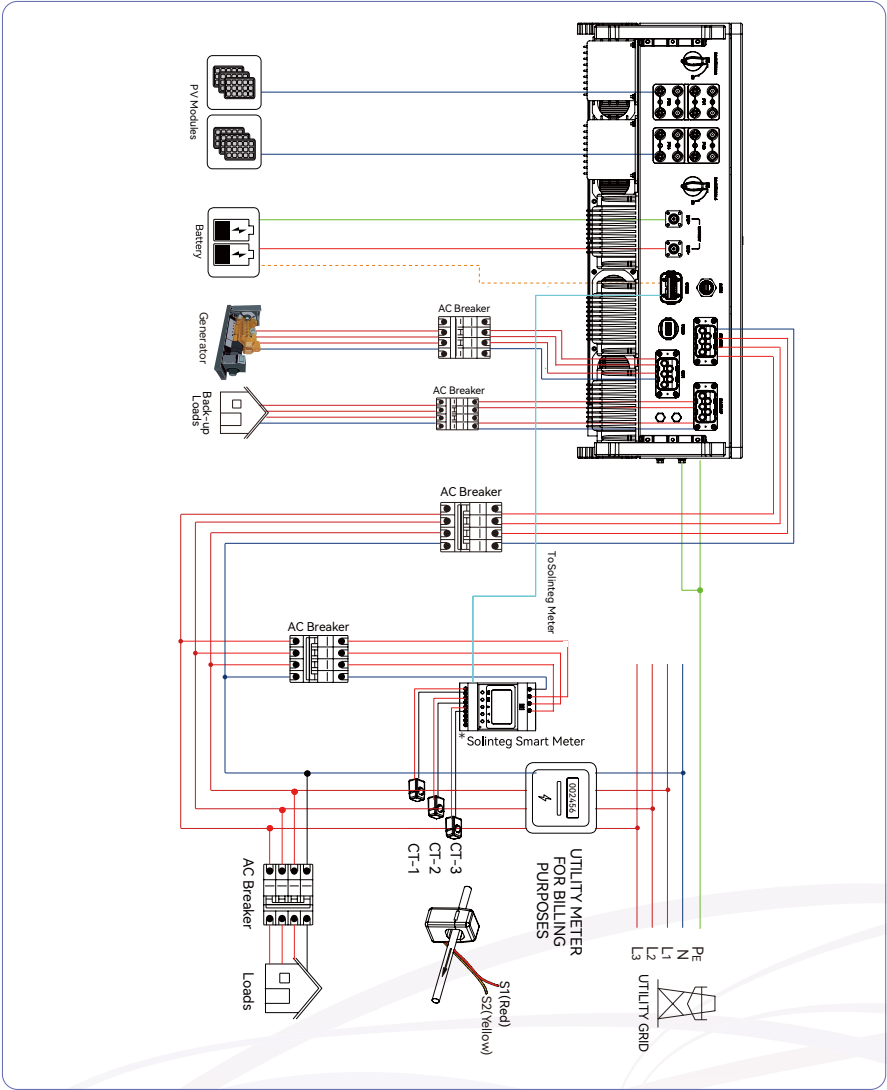 PV Modules
Battery
Generator
Back-up
Loads
AC Breaker
AC Breaker
AC Breaker
ToSolinteg Meter
AC Breaker
* Solinteg Smart Meter
002456
UTILITY METER
FOR BILLING
PURPOSES
CT-1
CT-2
CT-3
AC Breaker
Loads
S1(Red)
S2(Yellow)
PE
N
L1
L2
L3
UTILITY GRID